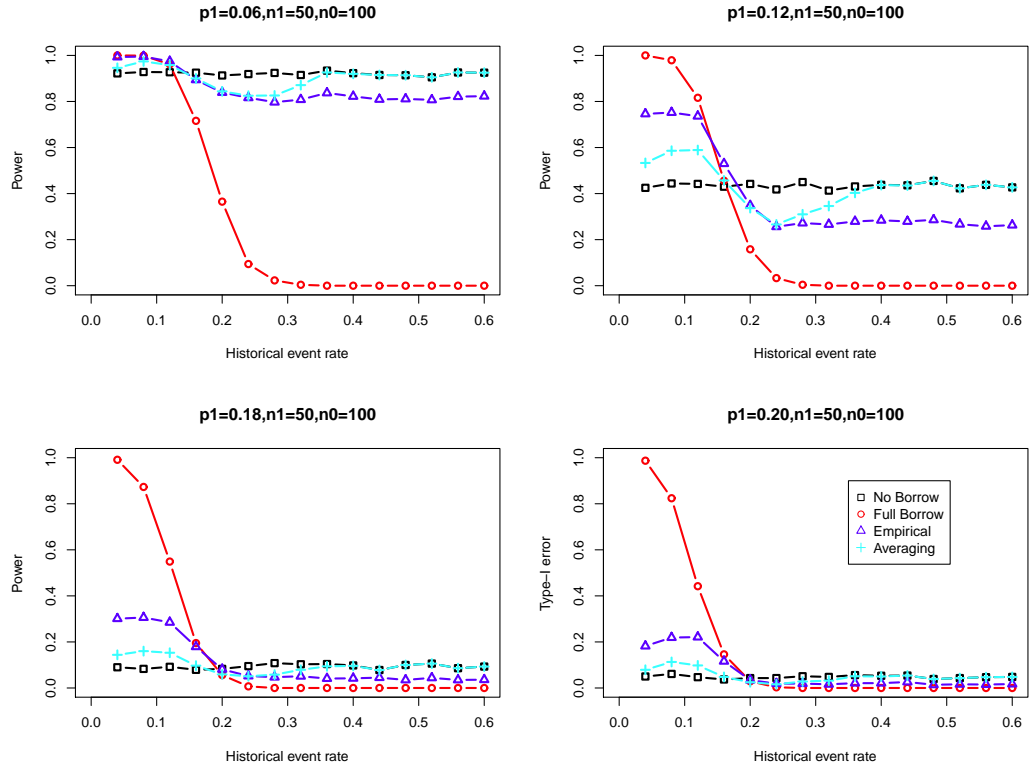 p1=0.06,n1=50,n0=100
Power
0.0 0.2 0.4 0.6 0.8 1.0
0.0 0.1 0.2 0.3 0.4 0.5 0.6
Historical event rate
p1=0.12,n1=50,n0=100
Power
0.0 0.2 0.4 0.6 0.8 1.0
0.0 0.1 0.2 0.3 0.4 0.5 0.6
Historical event rate
p1=0.18,n1=50,n0=100
Power
0.0 0.2 0.4 0.6 0.8 1.0
0.0 0.1 0.2 0.3 0.4 0.5 0.6
Historical event rate
p1=0.20,n1=50,n0=100
Type−I error
0.0 0.2 0.4 0.6 0.8 1.0
No Borrow
Full Borrow
Empirical
Averaging
0.0 0.1 0.2 0.3 0.4 0.5 0.6
Historical event rate